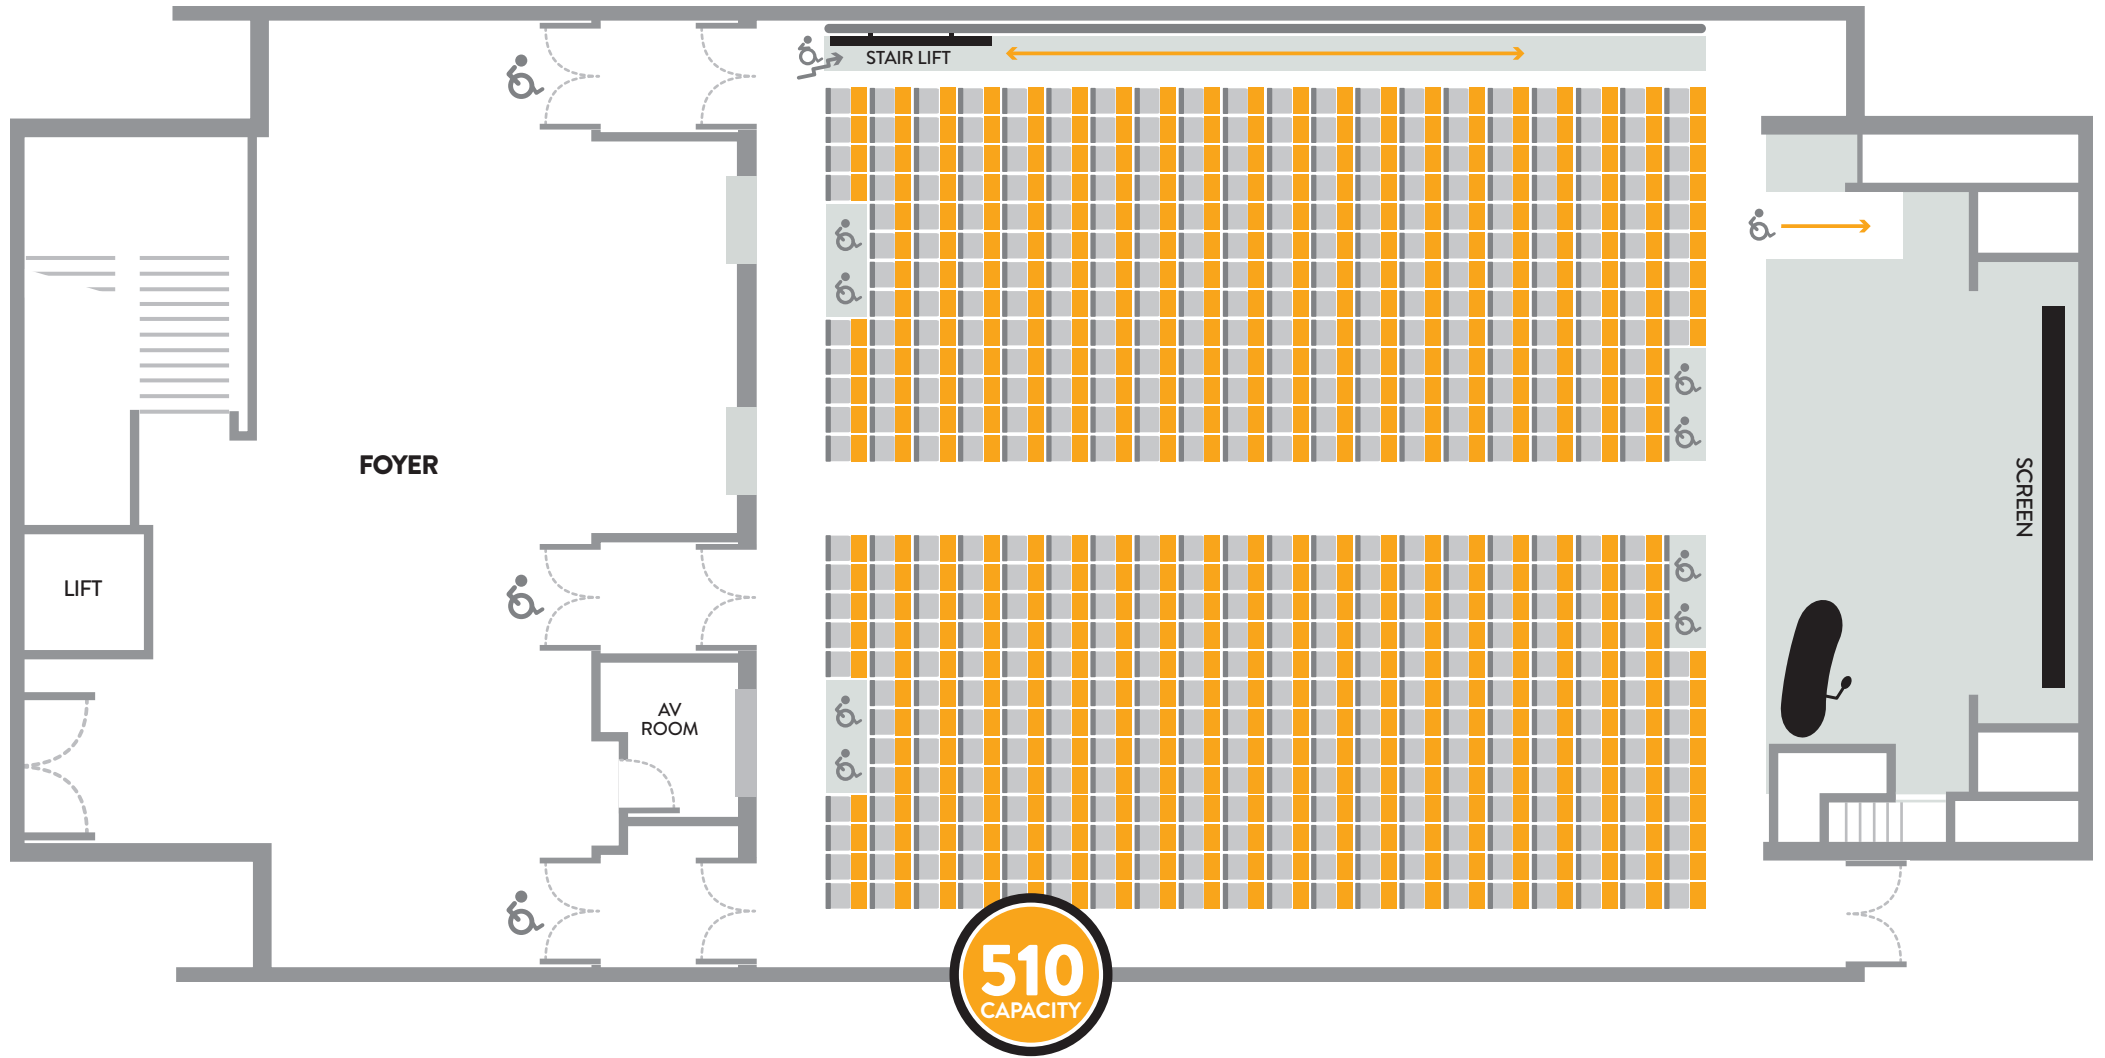 STAIR LIFT
FOYER
SCREEN
LIFT
AV
ROOM
510
CAPACITY